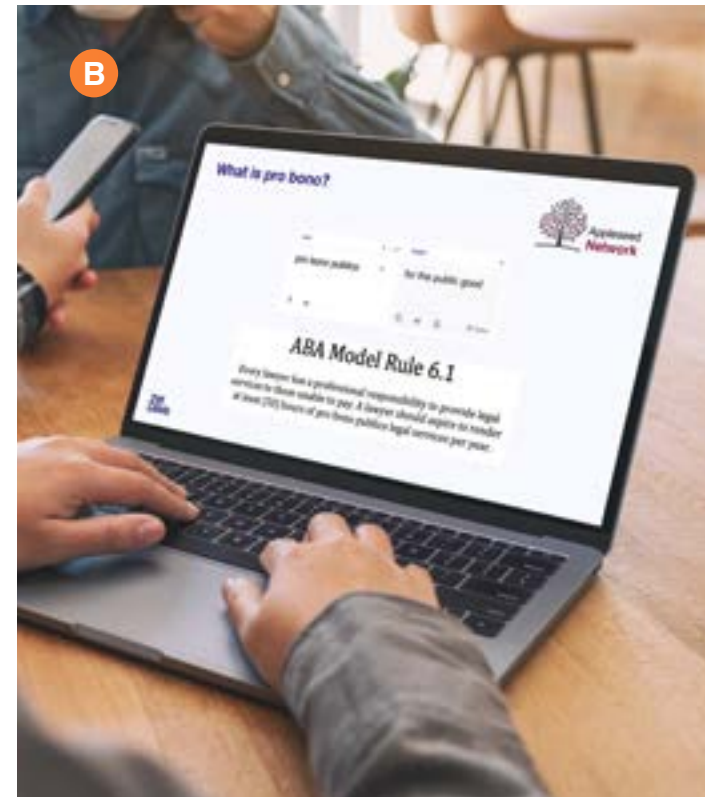 B
What is pro bono?
Appleseed
Network
pro bono publico
for the public good
ABA Model Rule 6.1
Every lawyer has a professional responsibility to provide legal
services to those unable to pay. A lawyer should aspire to render
at least (50) hours of pro bono publico legal services per year.